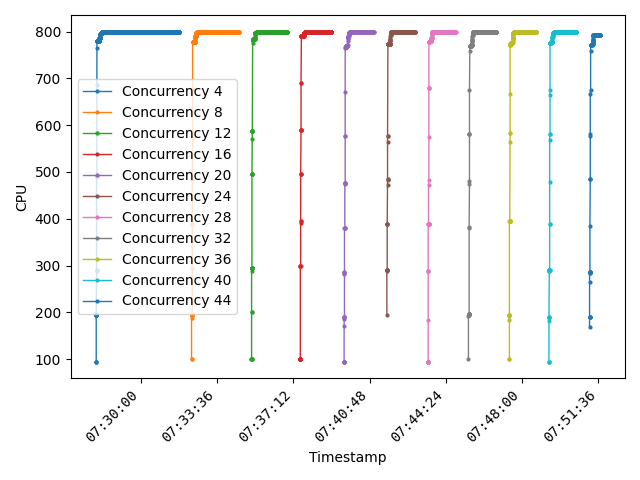 800
700
600
500
400
300
200
100
CPU
Concurrency 4
Concurrency 8
Concurrency 12
Concurrency 16
Concurrency 20
Concurrency 24
Concurrency 28
Concurrency 32
Concurrency 36
Concurrency 40
Concurrency 44
07:30:00
07:33:36
07:37:12
07:40:48
07:44:24
07:48:00
07:51:36
Timestamp